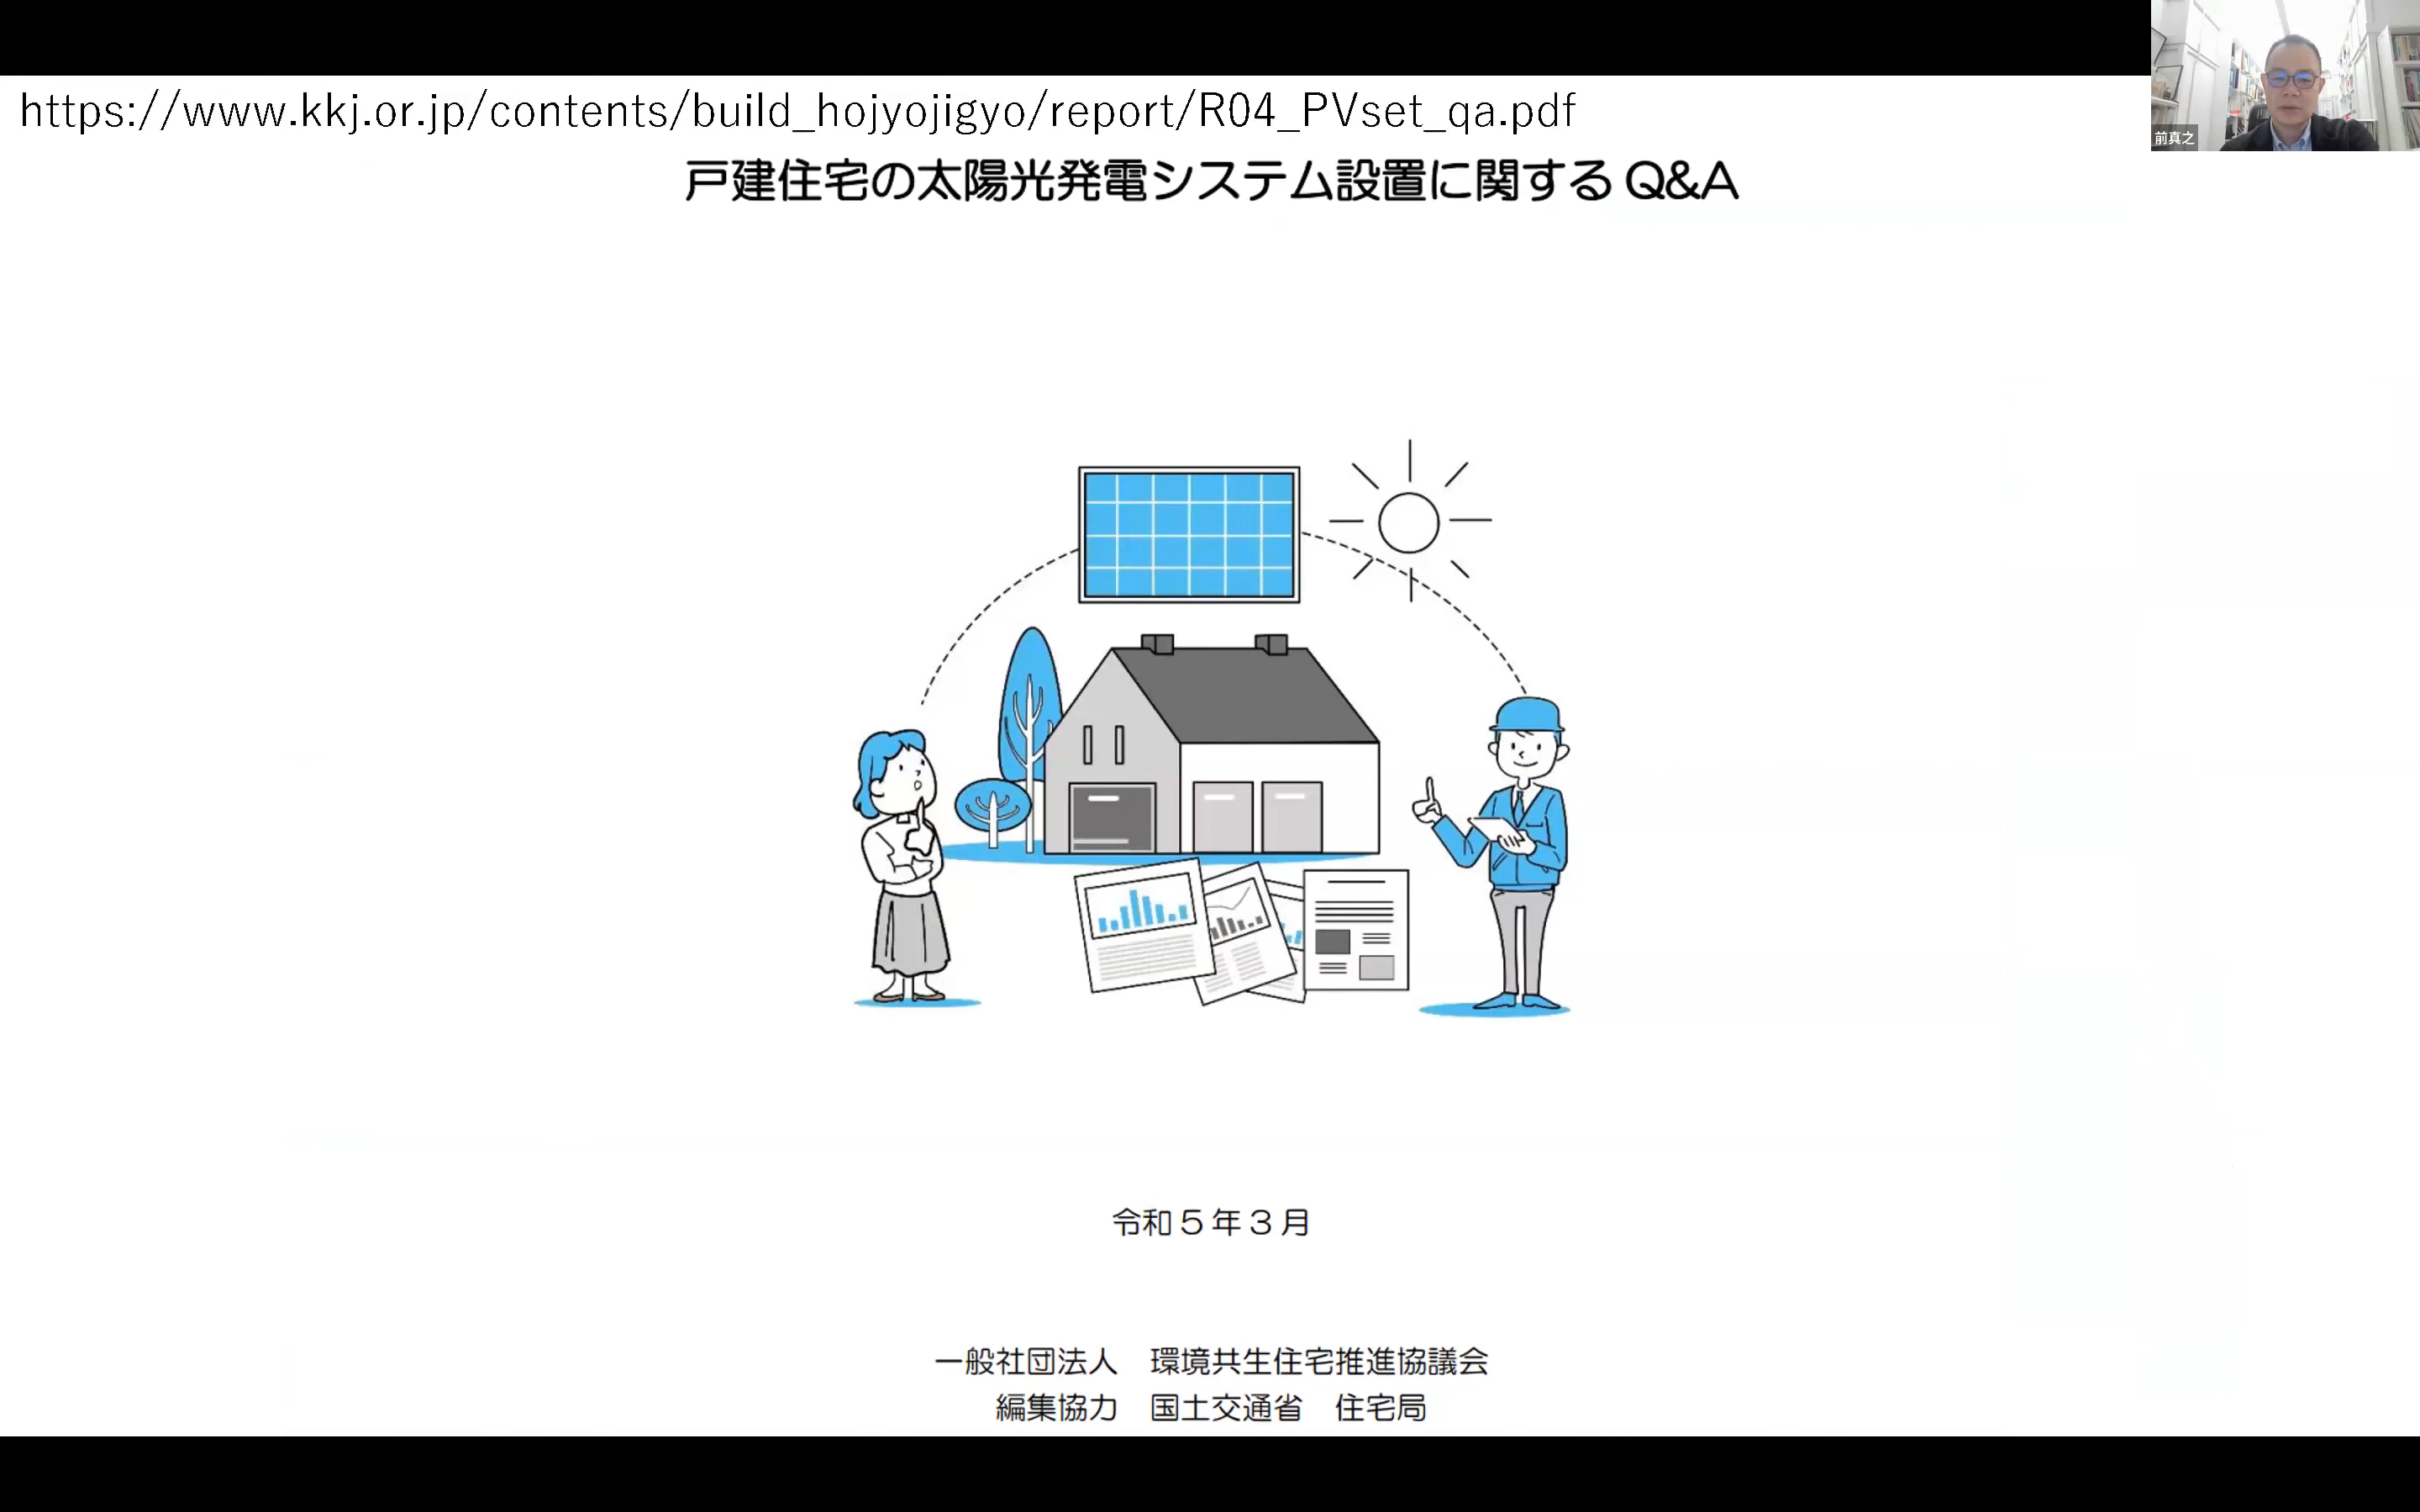 https://www.kkj.or.jp/contents/build_hojyojigyo/report/R04_PVset_qa.pdf
前真之
戸建住宅の太陽光発電システム設置に関する Q&A
令和５年３月
一般社団法人　環境共生住宅推進協議会
編集協力　国土交通省　住宅局